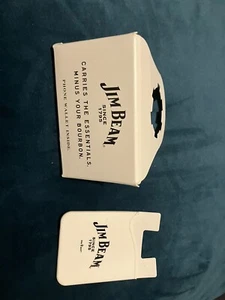 JIM BEAM
SINCE
1795
CARRIES THE ESSENTIALS.
MINUS YOUR BOURBON.
PHONE WALLET INSIDE.
JIM BEAM
SINCE
1795